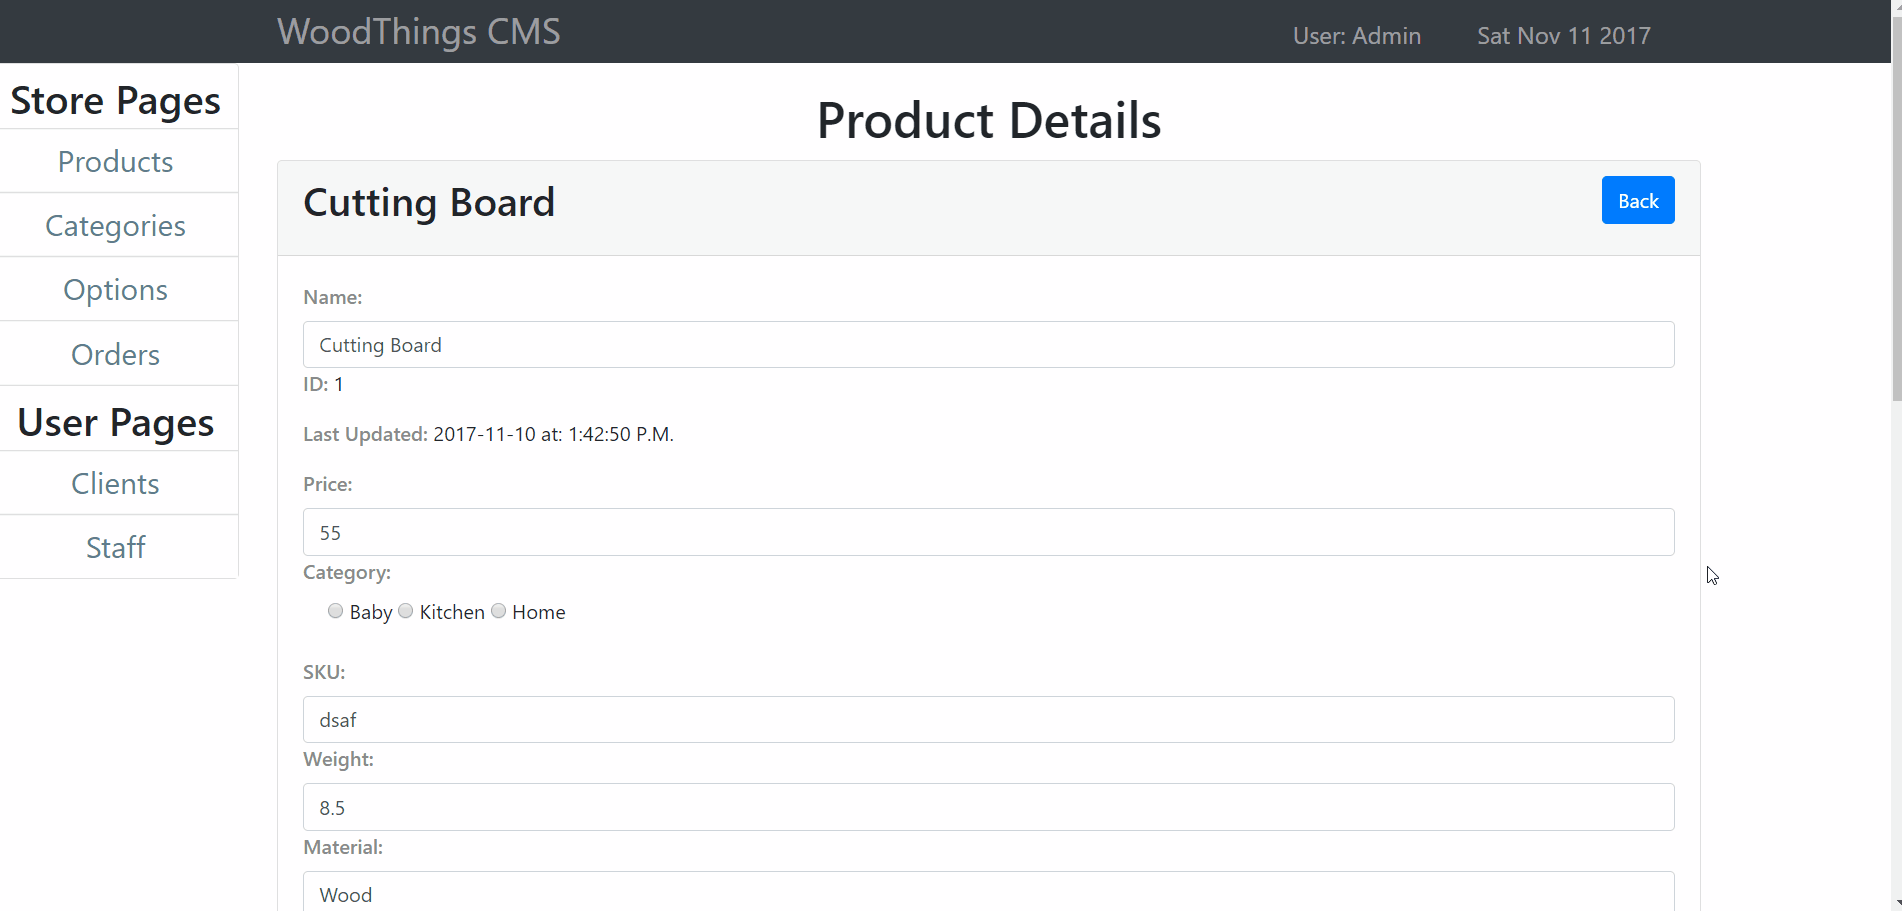 WoodThings CMS
User: Admin
Sat Nov 11 2017
Store Pages
Products
Categories
Options
Orders
User Pages
Clients
Staff
Product Details
Cutting Board
Back
Name:
Cutting Board
ID: 1
Last Updated: 2017-11-10 at: 1:42:50 P.M.
Price:
55
Category:
Baby Kitchen Home
SKU:
dsaf
Weight:
8.5
Material:
Wood